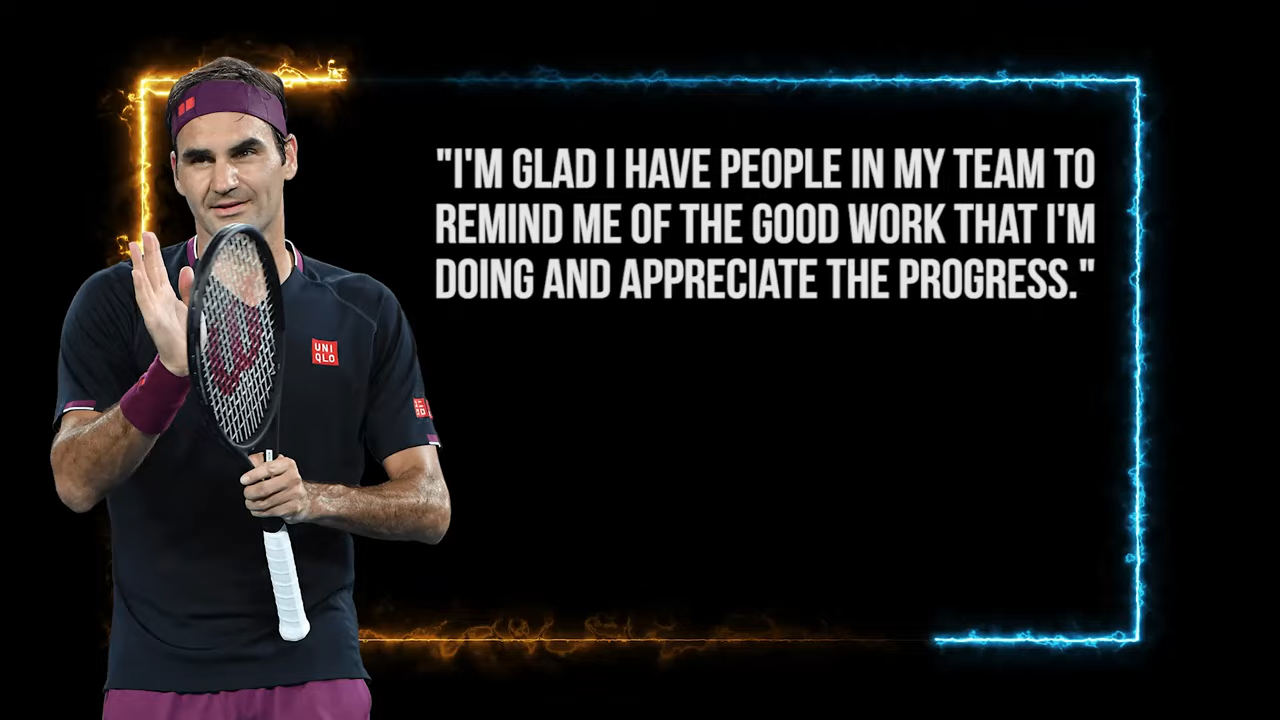 "I'M GLAD I HAVE PEOPLE IN MY TEAM TO
REMIND ME OF THE GOOD WORK THAT I'M
DOING AND APPRECIATE THE PROGRESS."
UNI
QLO